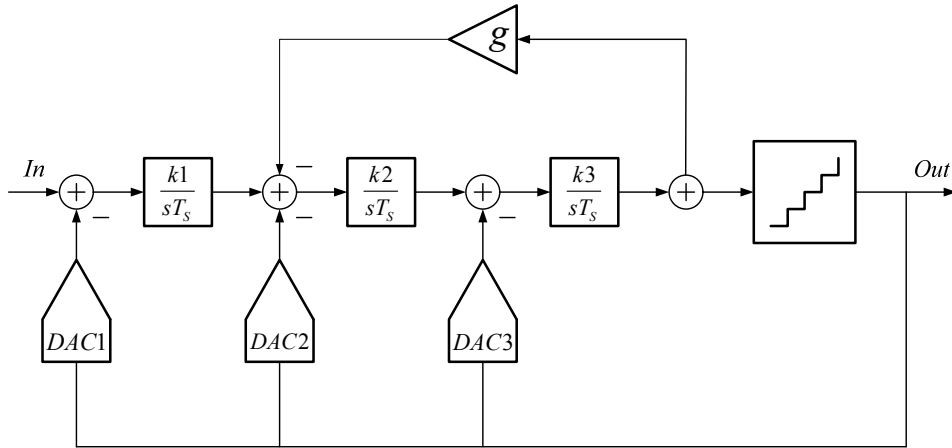 g
In
+
−
k1
sT_S
+
−
−
k2
sT_S
+
−
k3
sT_S
+
Out
DAC1
DAC2
DAC3